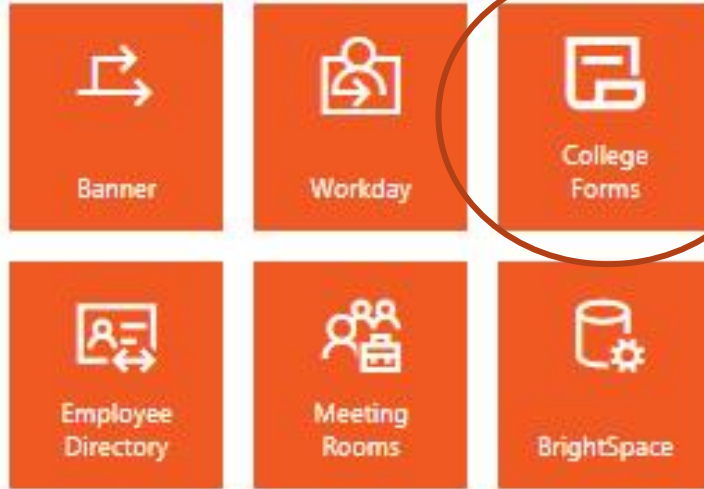 Banner
Workday
College
Forms
Employee
Directory
Meeting
Rooms
BrightSpace